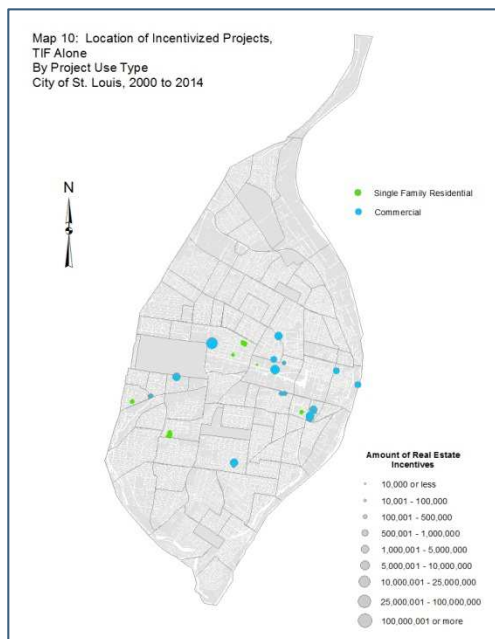 Map 10: Location of Incentivized Projects,
TIF Alone
By Project Use Type
City of St. Louis, 2000 to 2014
N
Single Family Residential
Commercial
Amount of Real Estate
Incentives
10,000 or less
10,001 - 100,000
100,001 - 500,000
500,001 - 1,000,000
1,000,001 - 5,000,000
5,000,001 - 10,000,000
10,000,001 - 25,000,000
25,000,001 - 100,000,000
100,000,001 or more